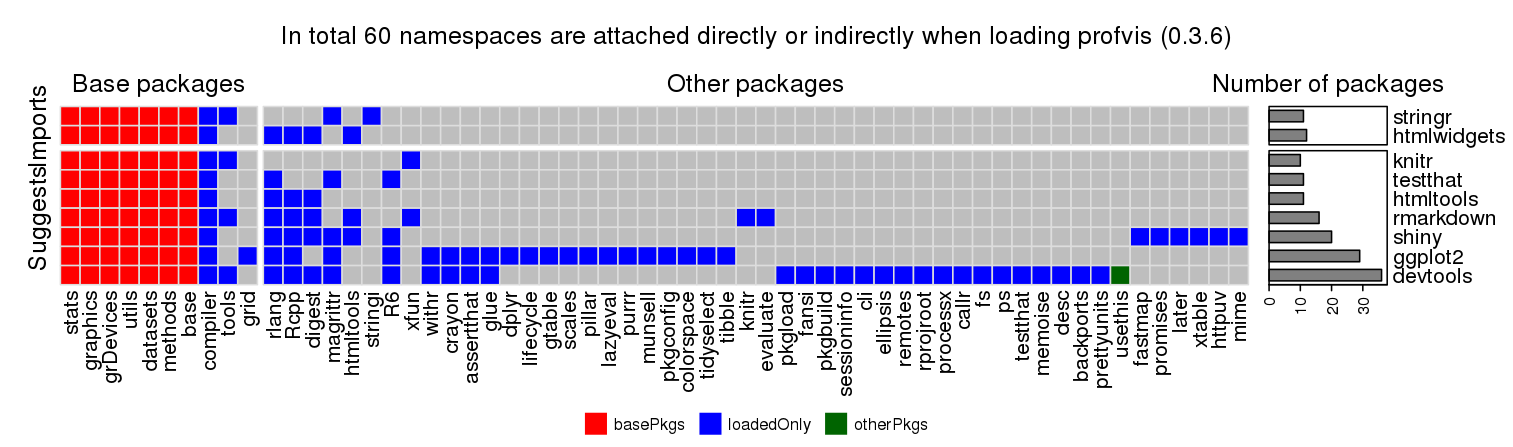 In total 60 namespaces are attached directly or indirectly when loading profvis (0.3.6)
Base packages
Other packages
Number of packages
Imports
Suggests
stringr
htmlwidgets
knitr
testthat
htmltools
rmarkdown
shiny
ggplot2
devtools
0
10
20
30
stats
graphics
grDevices
utils
datasets
methods
base
compiler
tools
grid
rlang
Rcpp
digest
magrittr
htmltools
stringi
R6
xfun
withr
crayon
assertthat
glue
dplyr
lifecycle
gtable
scales
pillar
lazyeval
purrr
munsell
pkgconfig
colorspace
tidyselect
tibble
knitr
evaluate
pkgload
fansi
pkgbuild
sessioninfo
cli
ellipsis
remotes
rprojroot
processx
callr
fs
ps
testthat
memoise
desc
backports
prettyunits
usethis
fastmap
promises
later
xtable
httpuv
mime
basePkgs
loadedOnly
otherPkgs